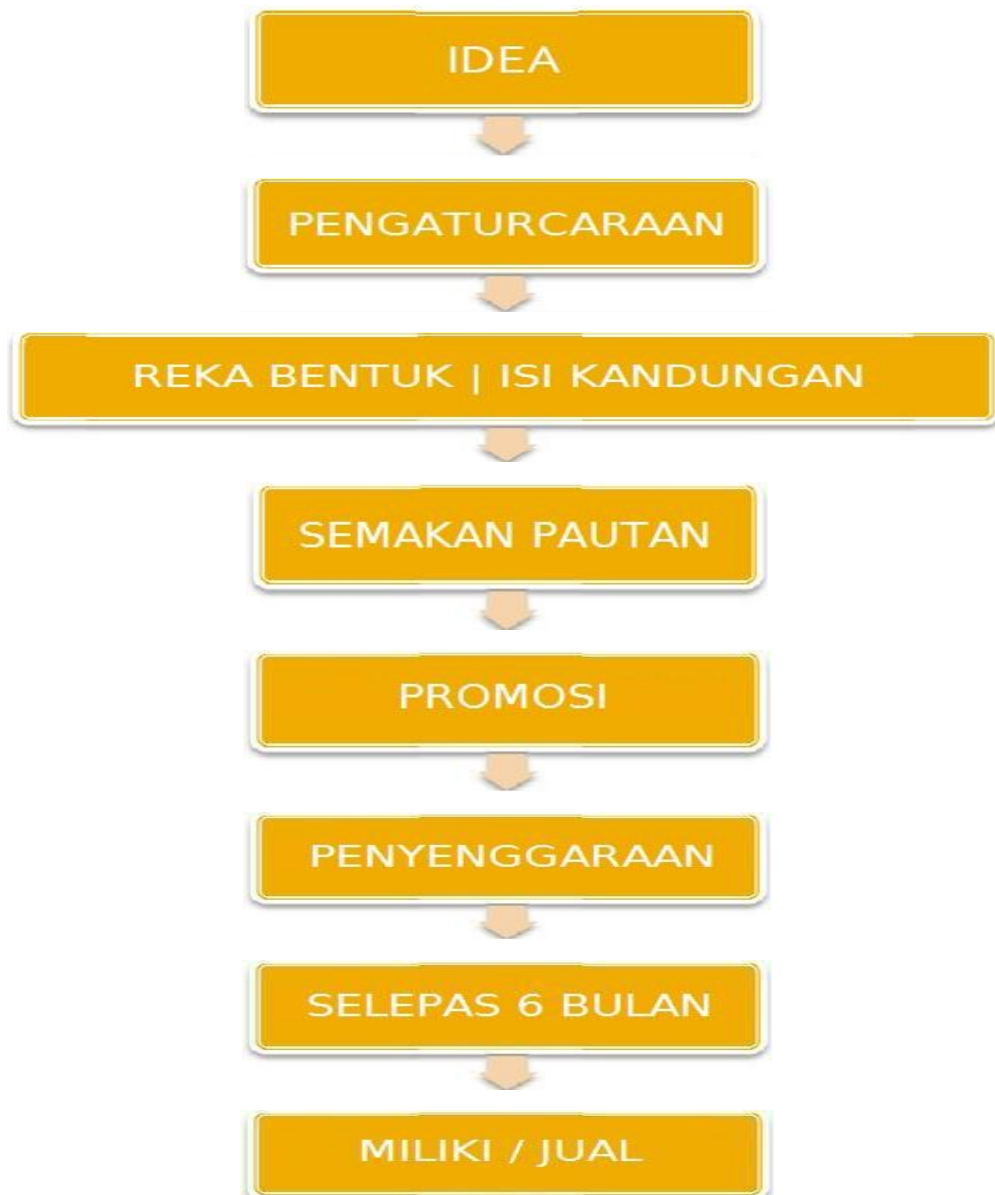 IDEA
PENGATURCARAAN
REKA BENTUK | ISI KANDUNGAN
SEMAKAN PAUTAN
PROMOSI
PENYENGGARAAN
SELEPAS 6 BULAN
MILIKI / JUAL